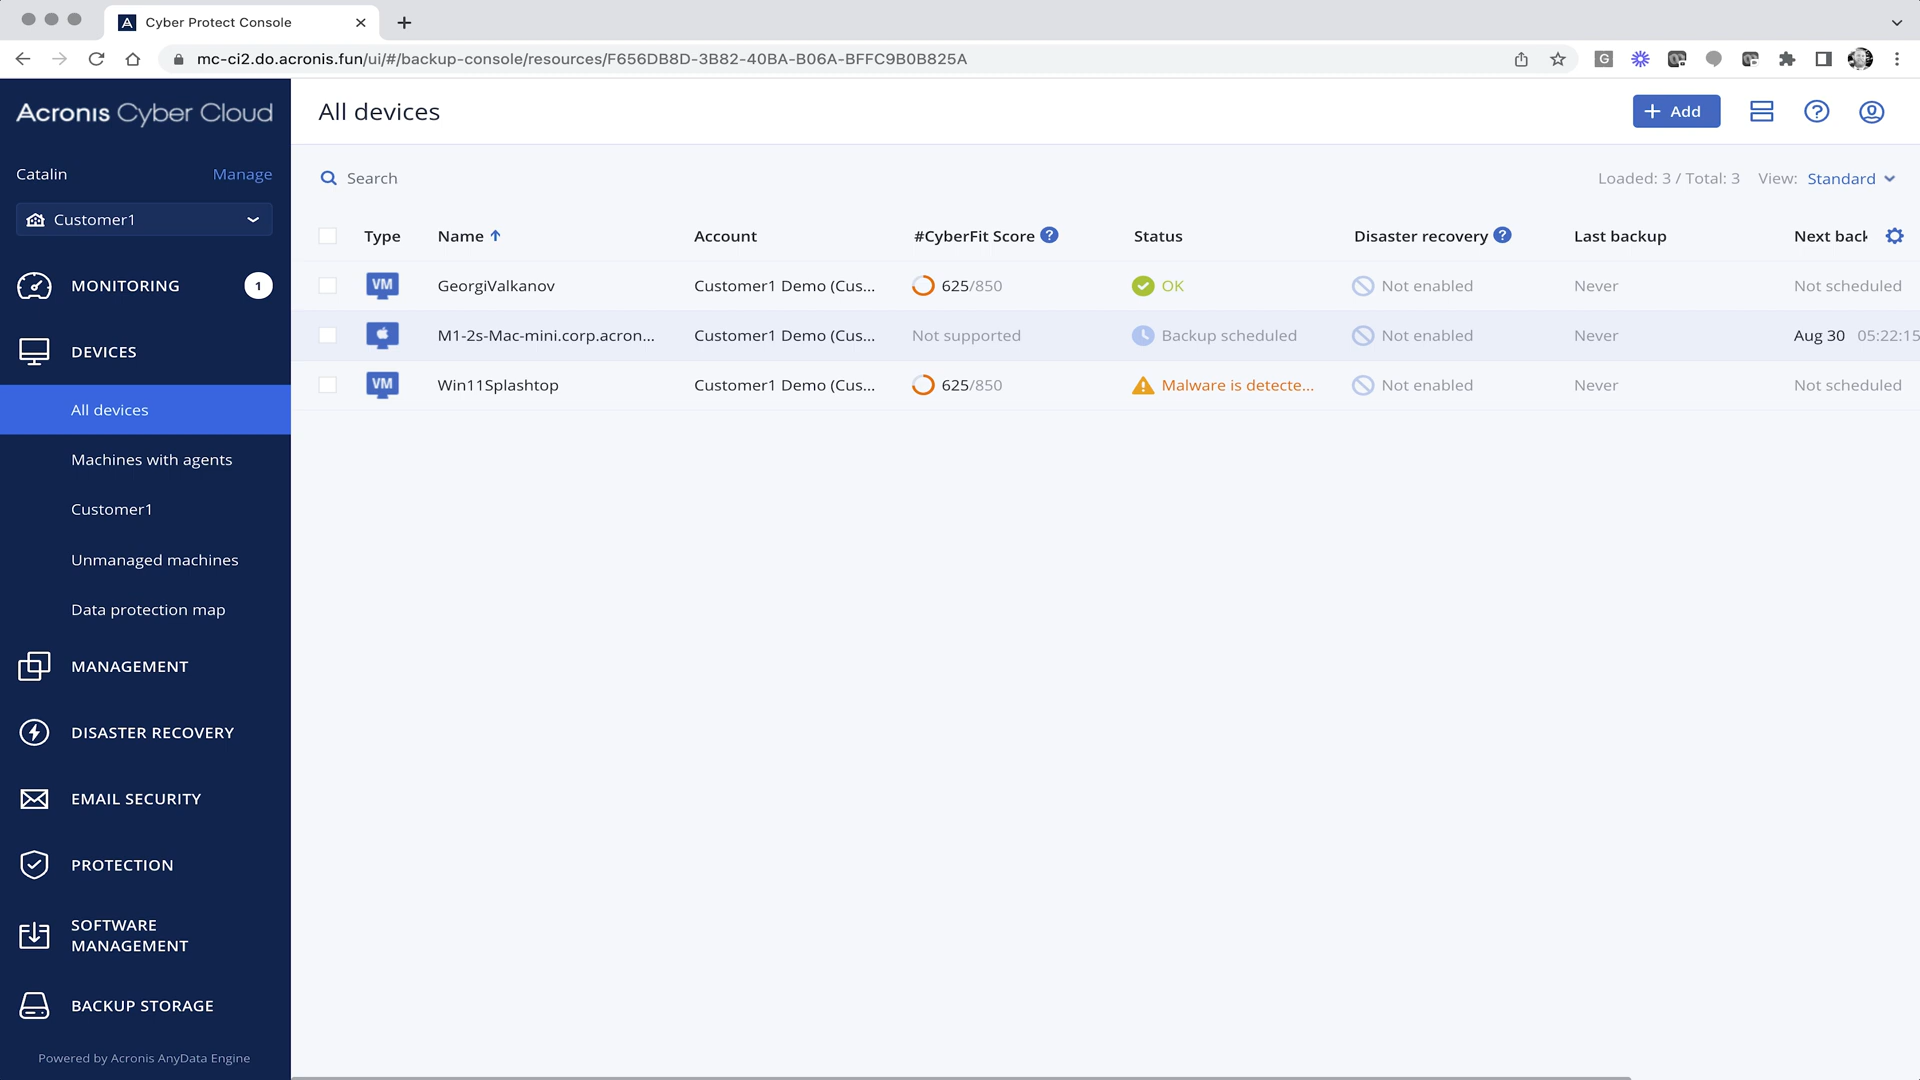 Cyber Protect Console
mc-ci2.do.acronis.fun/ui/#/backup-console/resources/F656DB8D-3B82-40BA-B06A-BFFC9B0B825A
Acronis Cyber Cloud
Catalin Manage
Customer1
MONITORING 1
DEVICES
All devices
Machines with agents
Customer1
Unmanaged machines
Data protection map
MANAGEMENT
DISASTER RECOVERY
EMAIL SECURITY
PROTECTION
SOFTWARE
MANAGEMENT
BACKUP STORAGE
Powered by Acronis AnyData Engine
All devices
Add
Search
Loaded: 3 / Total: 3 View: Standard
Type Name Account #CyberFit Score Status Disaster recovery Last backup Next back
VM GeorgiValkanov Customer1 Demo (Cus... 625/850 OK Not enabled Never Not scheduled
M1-2s-Mac-mini.corp.acron... Customer1 Demo (Cus... Not supported Backup scheduled Not enabled Never Aug 30 05:22:15
VM Win11Splashtop Customer1 Demo (Cus... 625/850 Malware is detecte... Not enabled Never Not scheduled